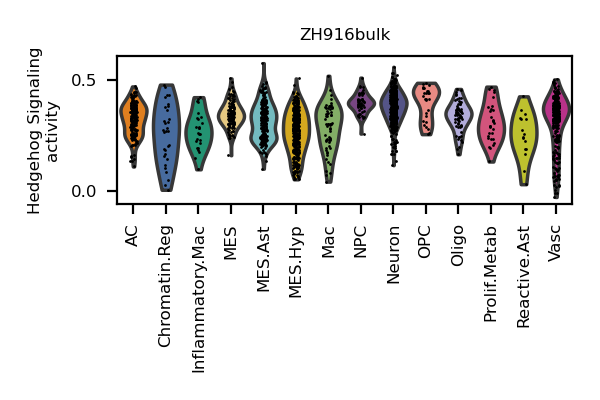 ZH916bulk
Hedgehog Signaling
activity
0.5
0.0
AC
Chromatin.Reg
Inflammatory.Mac
MES
MES.Ast
MES.Hyp
Mac
NPC
Neuron
OPC
Oligo
Prolif.Metab
Reactive.Ast
Vasc